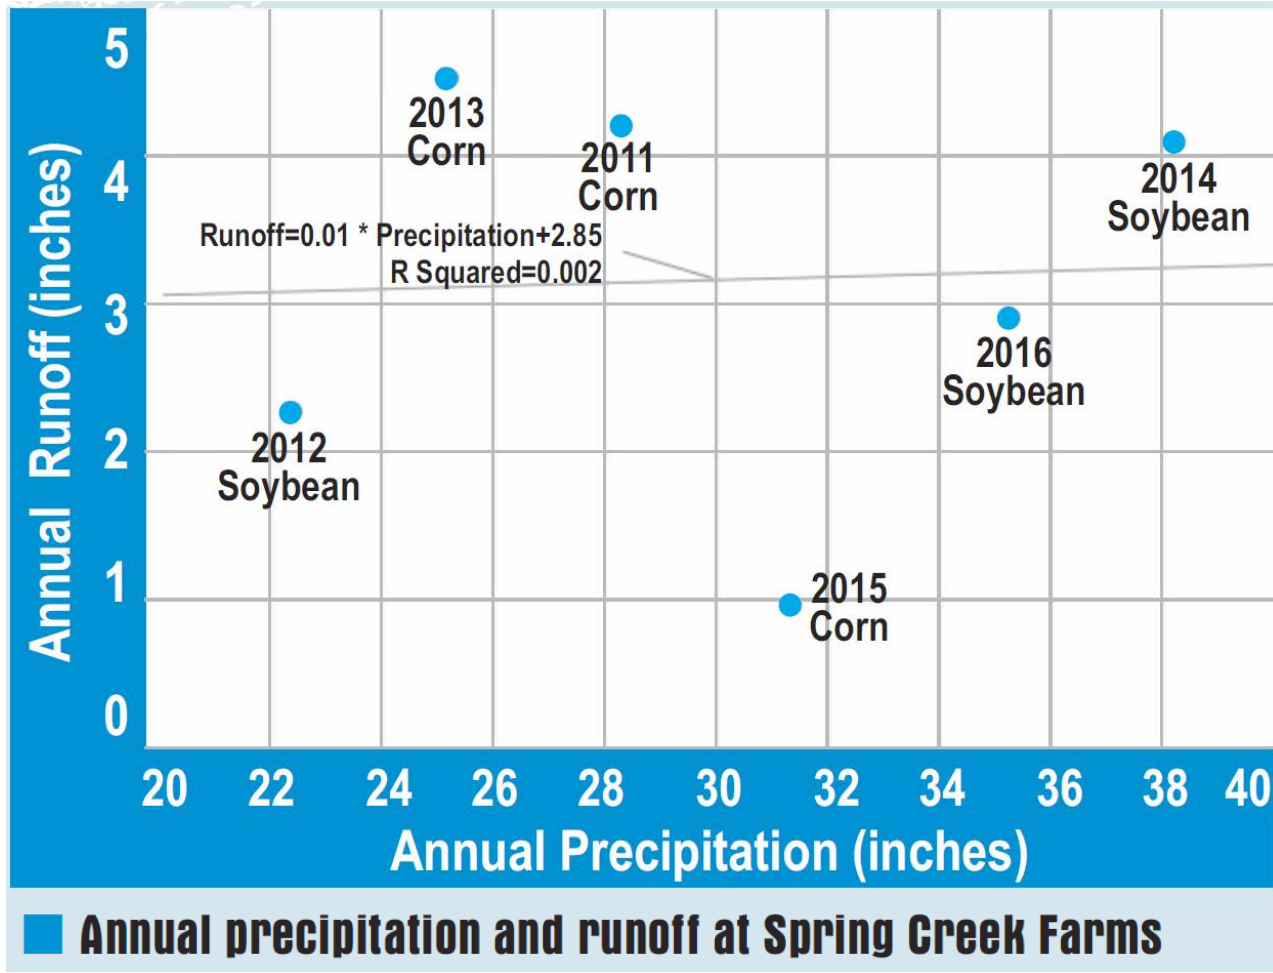 5
4
3
2
1
0
Annual Runoff (inches)
2013
Corn
2011
Corn
2014
Soybean
Runoff=0.01 * Precipitation+2.85
R Squared=0.002
2016
Soybean
2012
Soybean
2015
Corn
20 22 24 26 28 30 32 34 36 38 40
Annual Precipitation (inches)
Annual precipitation and runoff at Spring Creek Farms